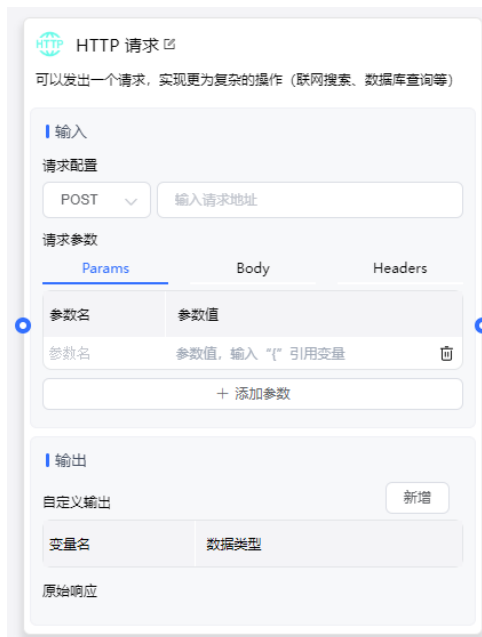 HTTP HTTP 请求
可以发出一个请求，实现更为复杂的操作（联网搜索、数据库查询等）
输入
请求配置
POST 输入请求地址
请求参数
Params Body Headers
参数名 参数值
参数名 参数值，输入 “{” 引用变量
+ 添加参数
输出
自定义输出 新增
变量名 数据类型
原始响应